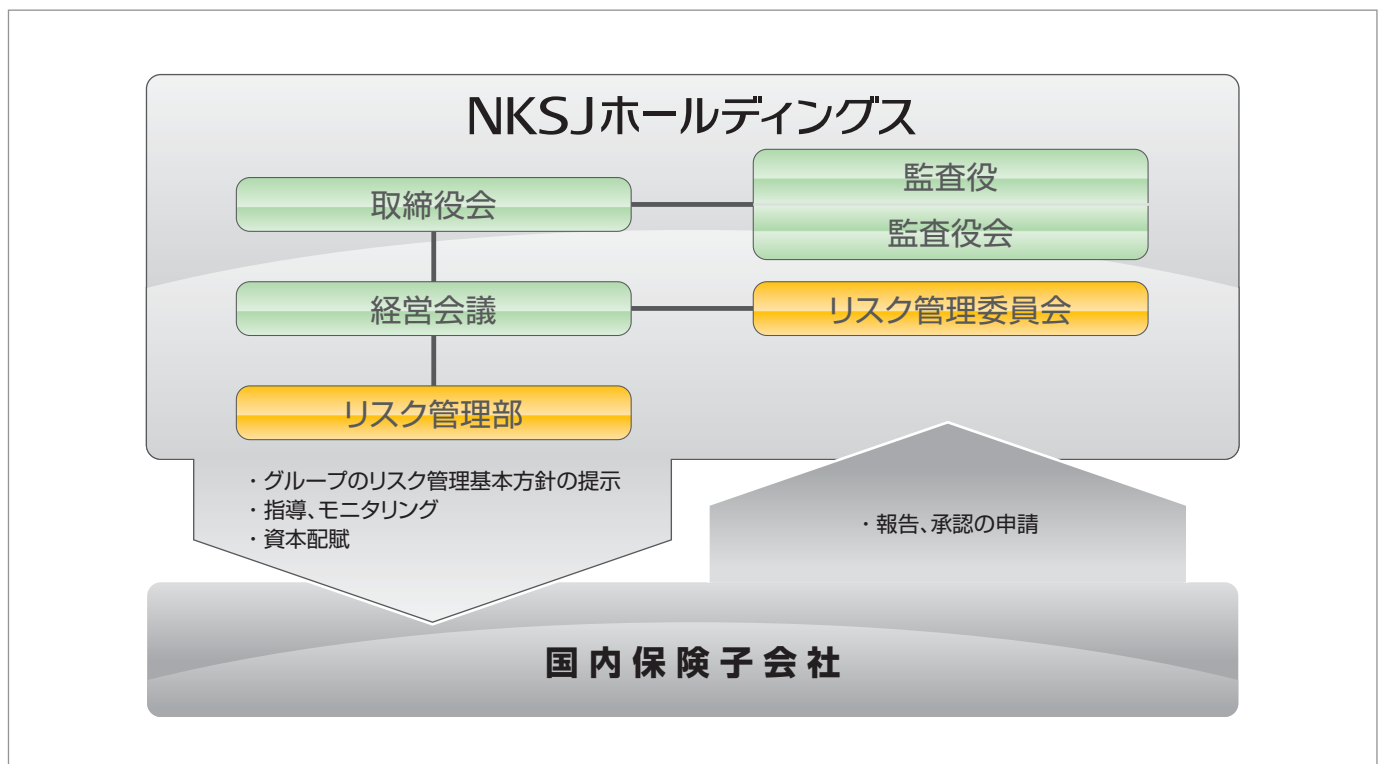 NKSJホールディングス
取締役会
監査役
監査役会
経営会議
リスク管理委員会
リスク管理部
・グループのリスク管理基本方針の提示
・指導、モニタリング
・資本配賦
・報告、承認の申請
国内保険子会社